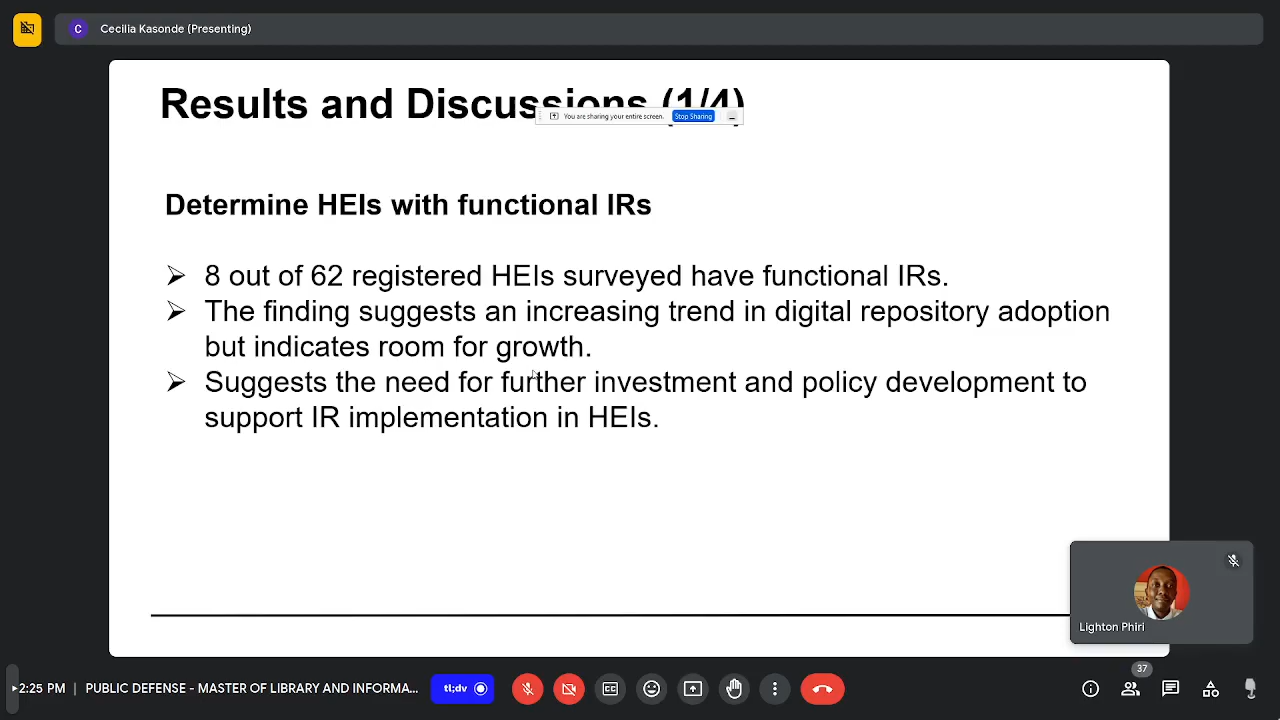 C Cecilia Kasonde (Presenting)
Results and Discussions (1/4)
You are sharing your entire screen. Stop Sharing
Determine HEIs with functional IRs
➢ 8 out of 62 registered HEIs surveyed have functional IRs.
➢ The finding suggests an increasing trend in digital repository adoption
but indicates room for growth.
➢ Suggests the need for further investment and policy development to
support IR implementation in HEIs.
Lighton Phiri
37
2:25 PM | PUBLIC DEFENSE - MASTER OF LIBRARY AND INFORMA...
tl;dv
CC